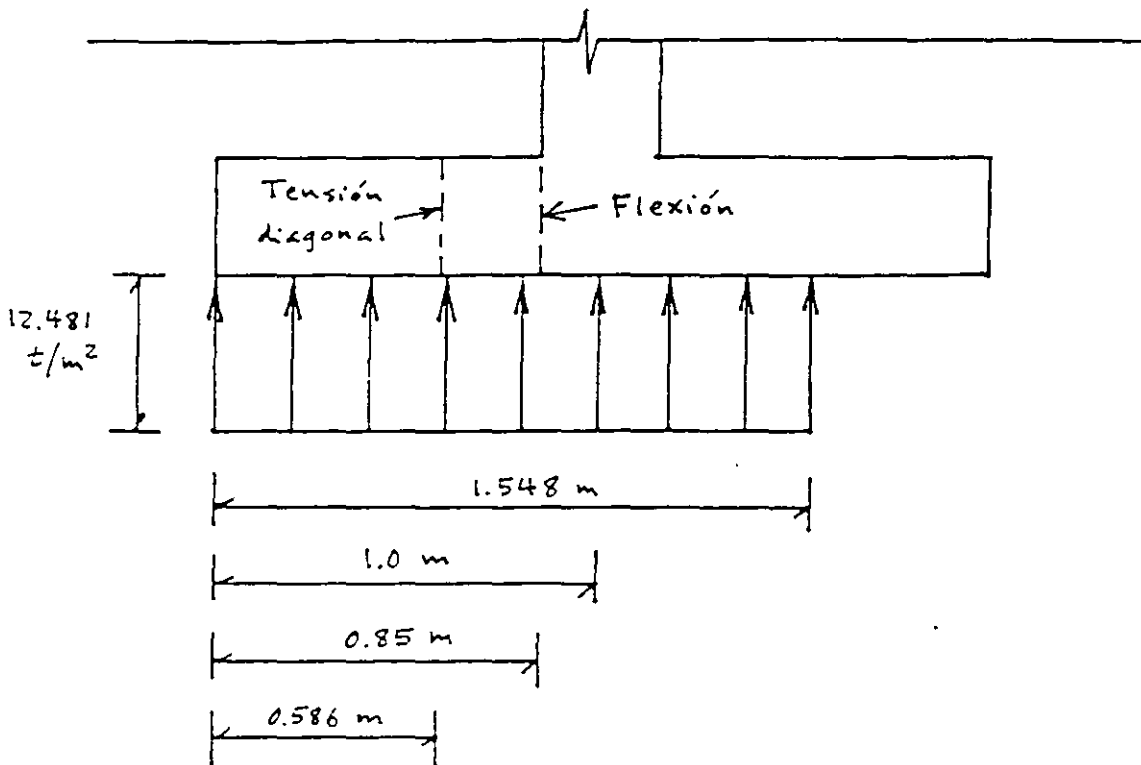 Tensión
diagonal
Flexión
12.481
t/m²
1.548 m
1.0 m
0.85 m
0.586 m